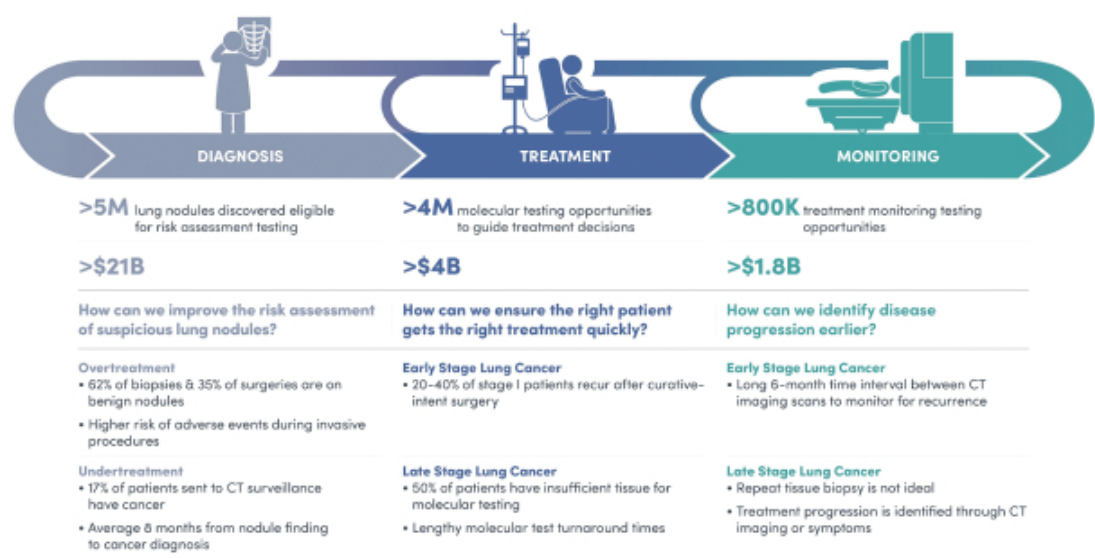 DIAGNOSIS
TREATMENT
MONITORING
>5M lung nodules discovered eligible
for risk assessment testing
>$21B
How can we improve the risk assessment
of suspicious lung nodules?
Overtreatment
• 62% of biopsies & 35% of surgeries are on
benign nodules
• Higher risk of adverse events during invasive
procedures
Undertreatment
• 17% of patients sent to CT surveillance
have cancer
• Average 8 months from nodule finding
to cancer diagnosis
>4M molecular testing opportunities
to guide treatment decisions
>$4B
How can we ensure the right patient
gets the right treatment quickly?
Early Stage Lung Cancer
• 20-40% of stage I patients recur after curative-
intent surgery
Late Stage Lung Cancer
• 50% of patients have insufficient tissue for
molecular testing
• Lengthy molecular test turnaround times
>800K treatment monitoring testing
opportunities
>$1.8B
How can we identify disease
progression earlier?
Early Stage Lung Cancer
• Long 6-month time interval between CT
imaging scans to monitor for recurrence
Late Stage Lung Cancer
• Repeat tissue biopsy is not ideal
• Treatment progression is identified through CT
imaging or symptoms